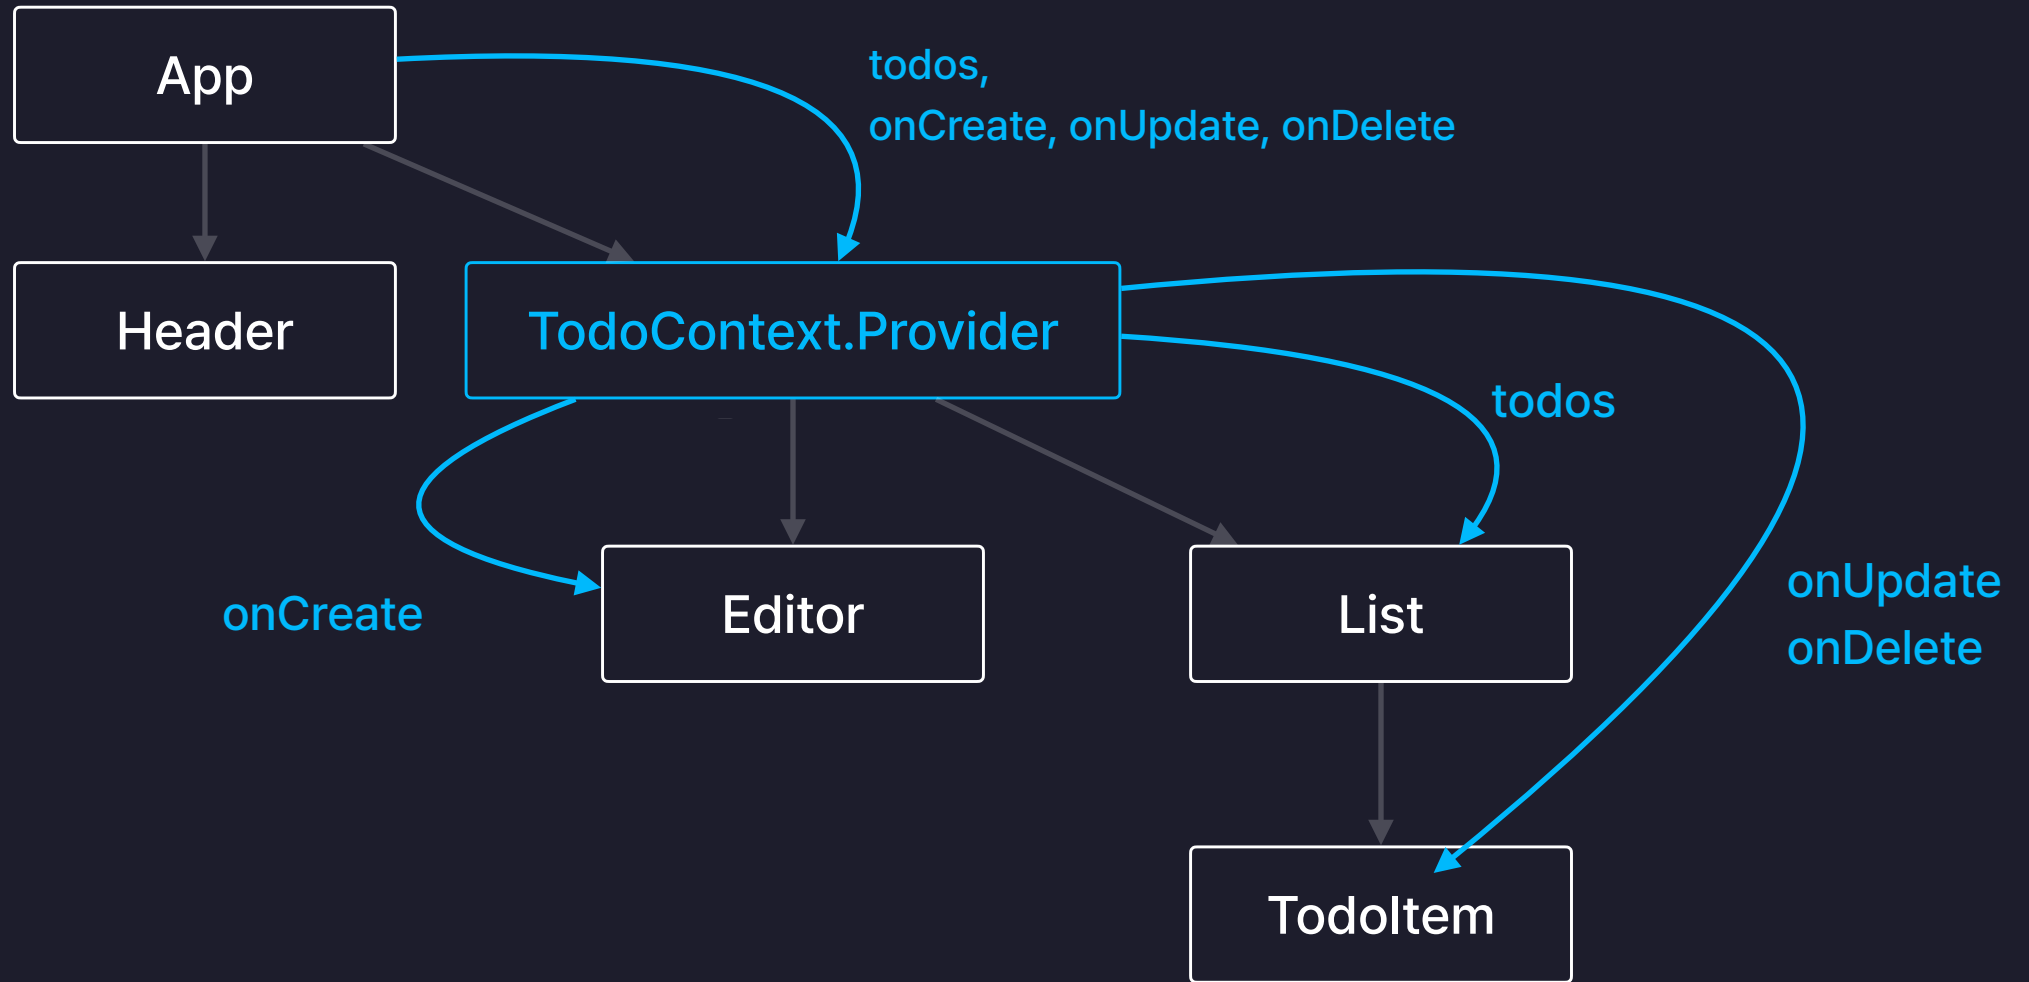 App
todos,
onCreate, onUpdate, onDelete
Header
TodoContext.Provider
todos
onCreate
Editor
List
onUpdate
onDelete
TodoItem